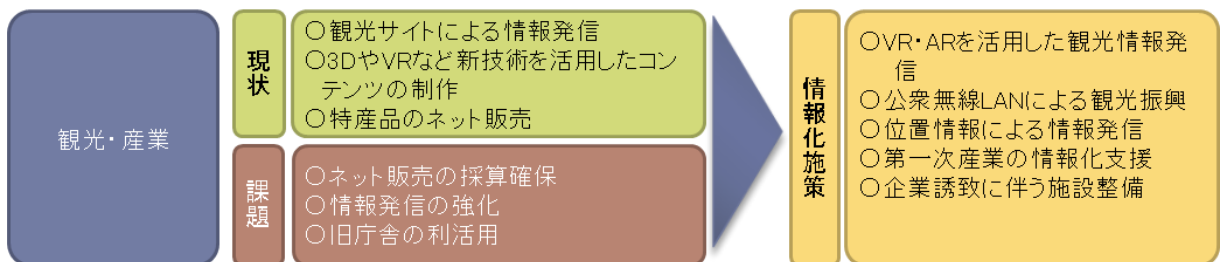 観光・産業
現状
○観光サイトによる情報発信
○3DやVRなど新技術を活用したコン
テンツの制作
○特産品のネット販売
課題
○ネット販売の採算確保
○情報発信の強化
○旧庁舎の利活用
情報化施策
○VR・ARを活用した観光情報発
信
○公衆無線LANによる観光振興
○位置情報による情報発信
○第一次産業の情報化支援
○企業誘致に伴う施設整備